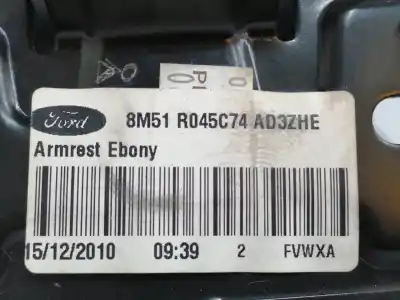 Ford
8M51 R045C74 AD3ZHE
Armrest Ebony
15/12/2010 09:39 2 FVWXA